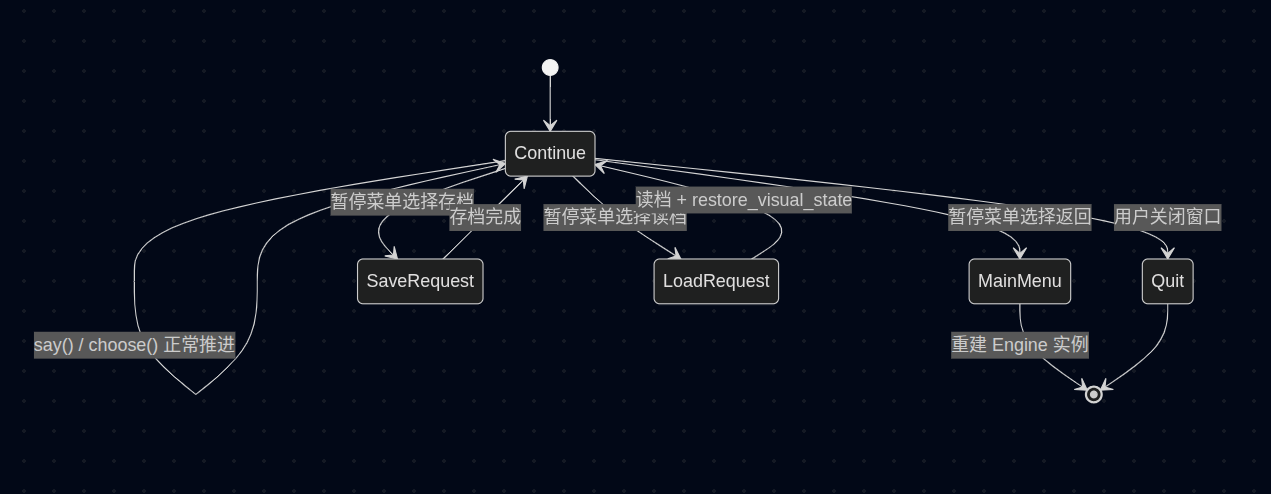 Continue
暂停菜单选择存档
读档 + restore_visual_state
存档完成
暂停菜单选择读档
暂停菜单选择返回
用户关闭窗口
SaveRequest
LoadRequest
MainMenu
Quit
say() / choose() 正常推进
重建 Engine 实例